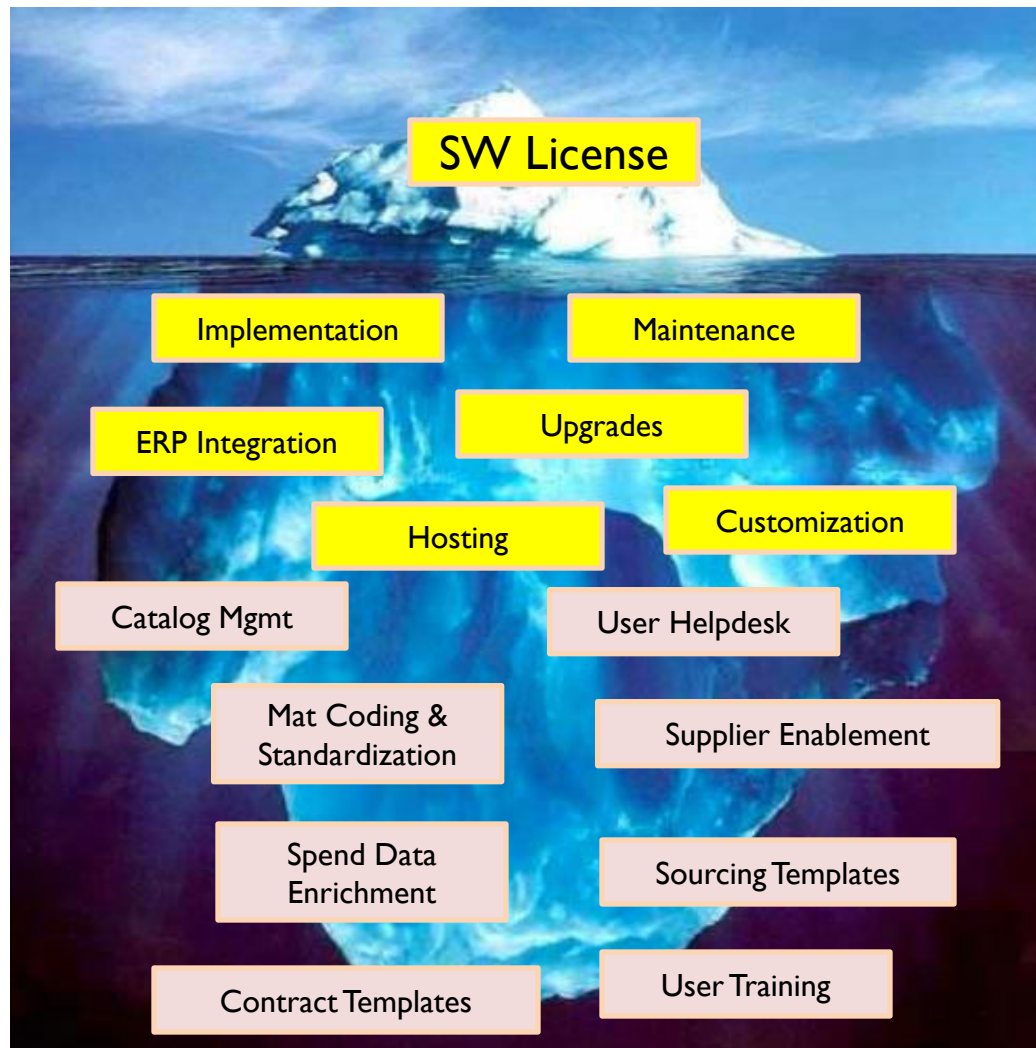 SW License
Implementation
Maintenance
ERP Integration
Upgrades
Hosting
Customization
Catalog Mgmt
User Helpdesk
Mat Coding &
Standardization
Supplier Enablement
Spend Data
Enrichment
Sourcing Templates
Contract Templates
User Training